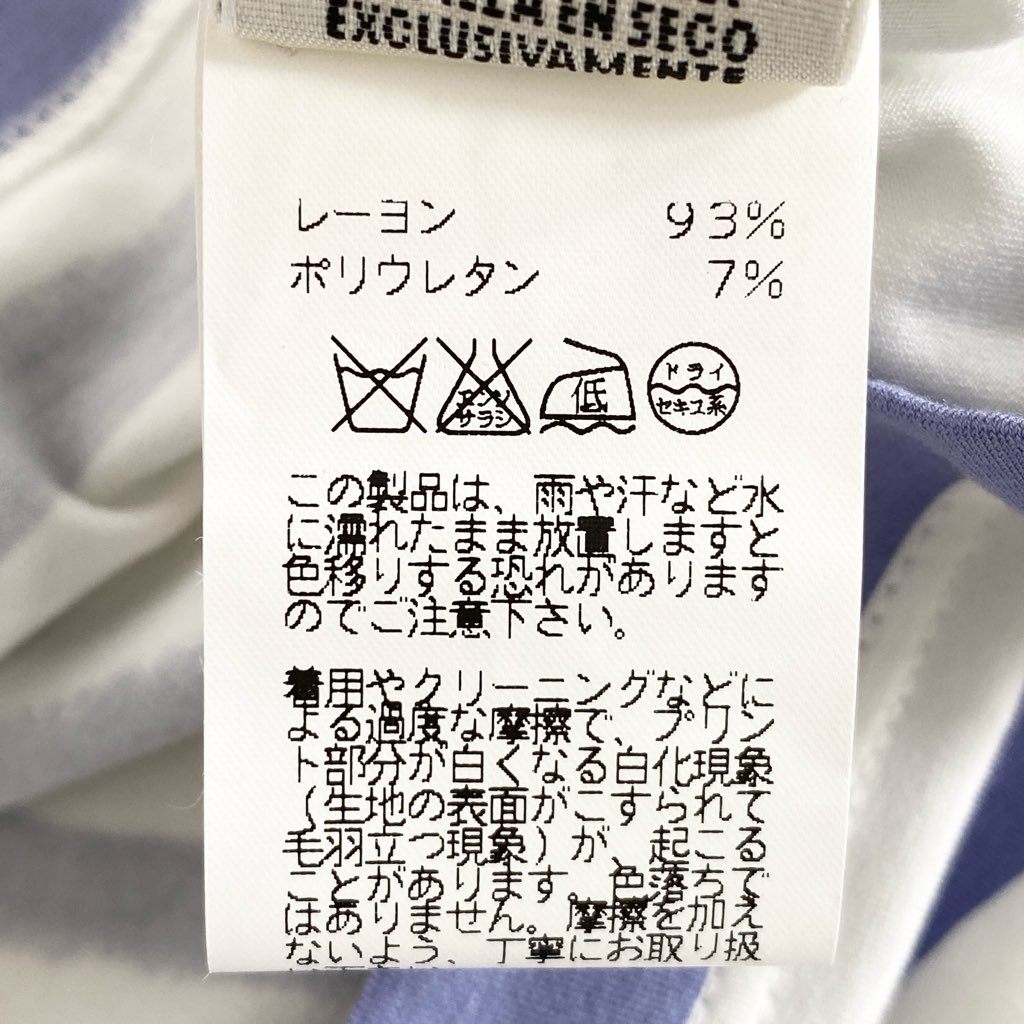 EN SECO
EXCLUSIVAMENTE
レーヨン 93%
ポリウレタン 7%
エンソ
サラシ
低
ドライ
セキユ系
この製品は、雨や汗など水
に濡れたまま放置しますと
色移りする恐れがあります
のでご注意下さい。
着用やクリーニングなどに
よる過度な摩擦で、プリン
ト部分が白くなる白化現象
(生地の表面がこすられて
毛羽立つ現象)が、起こる
ことがあります。色落ちで
はありません。摩擦を加え
ないよう、丁寧にお取り扱